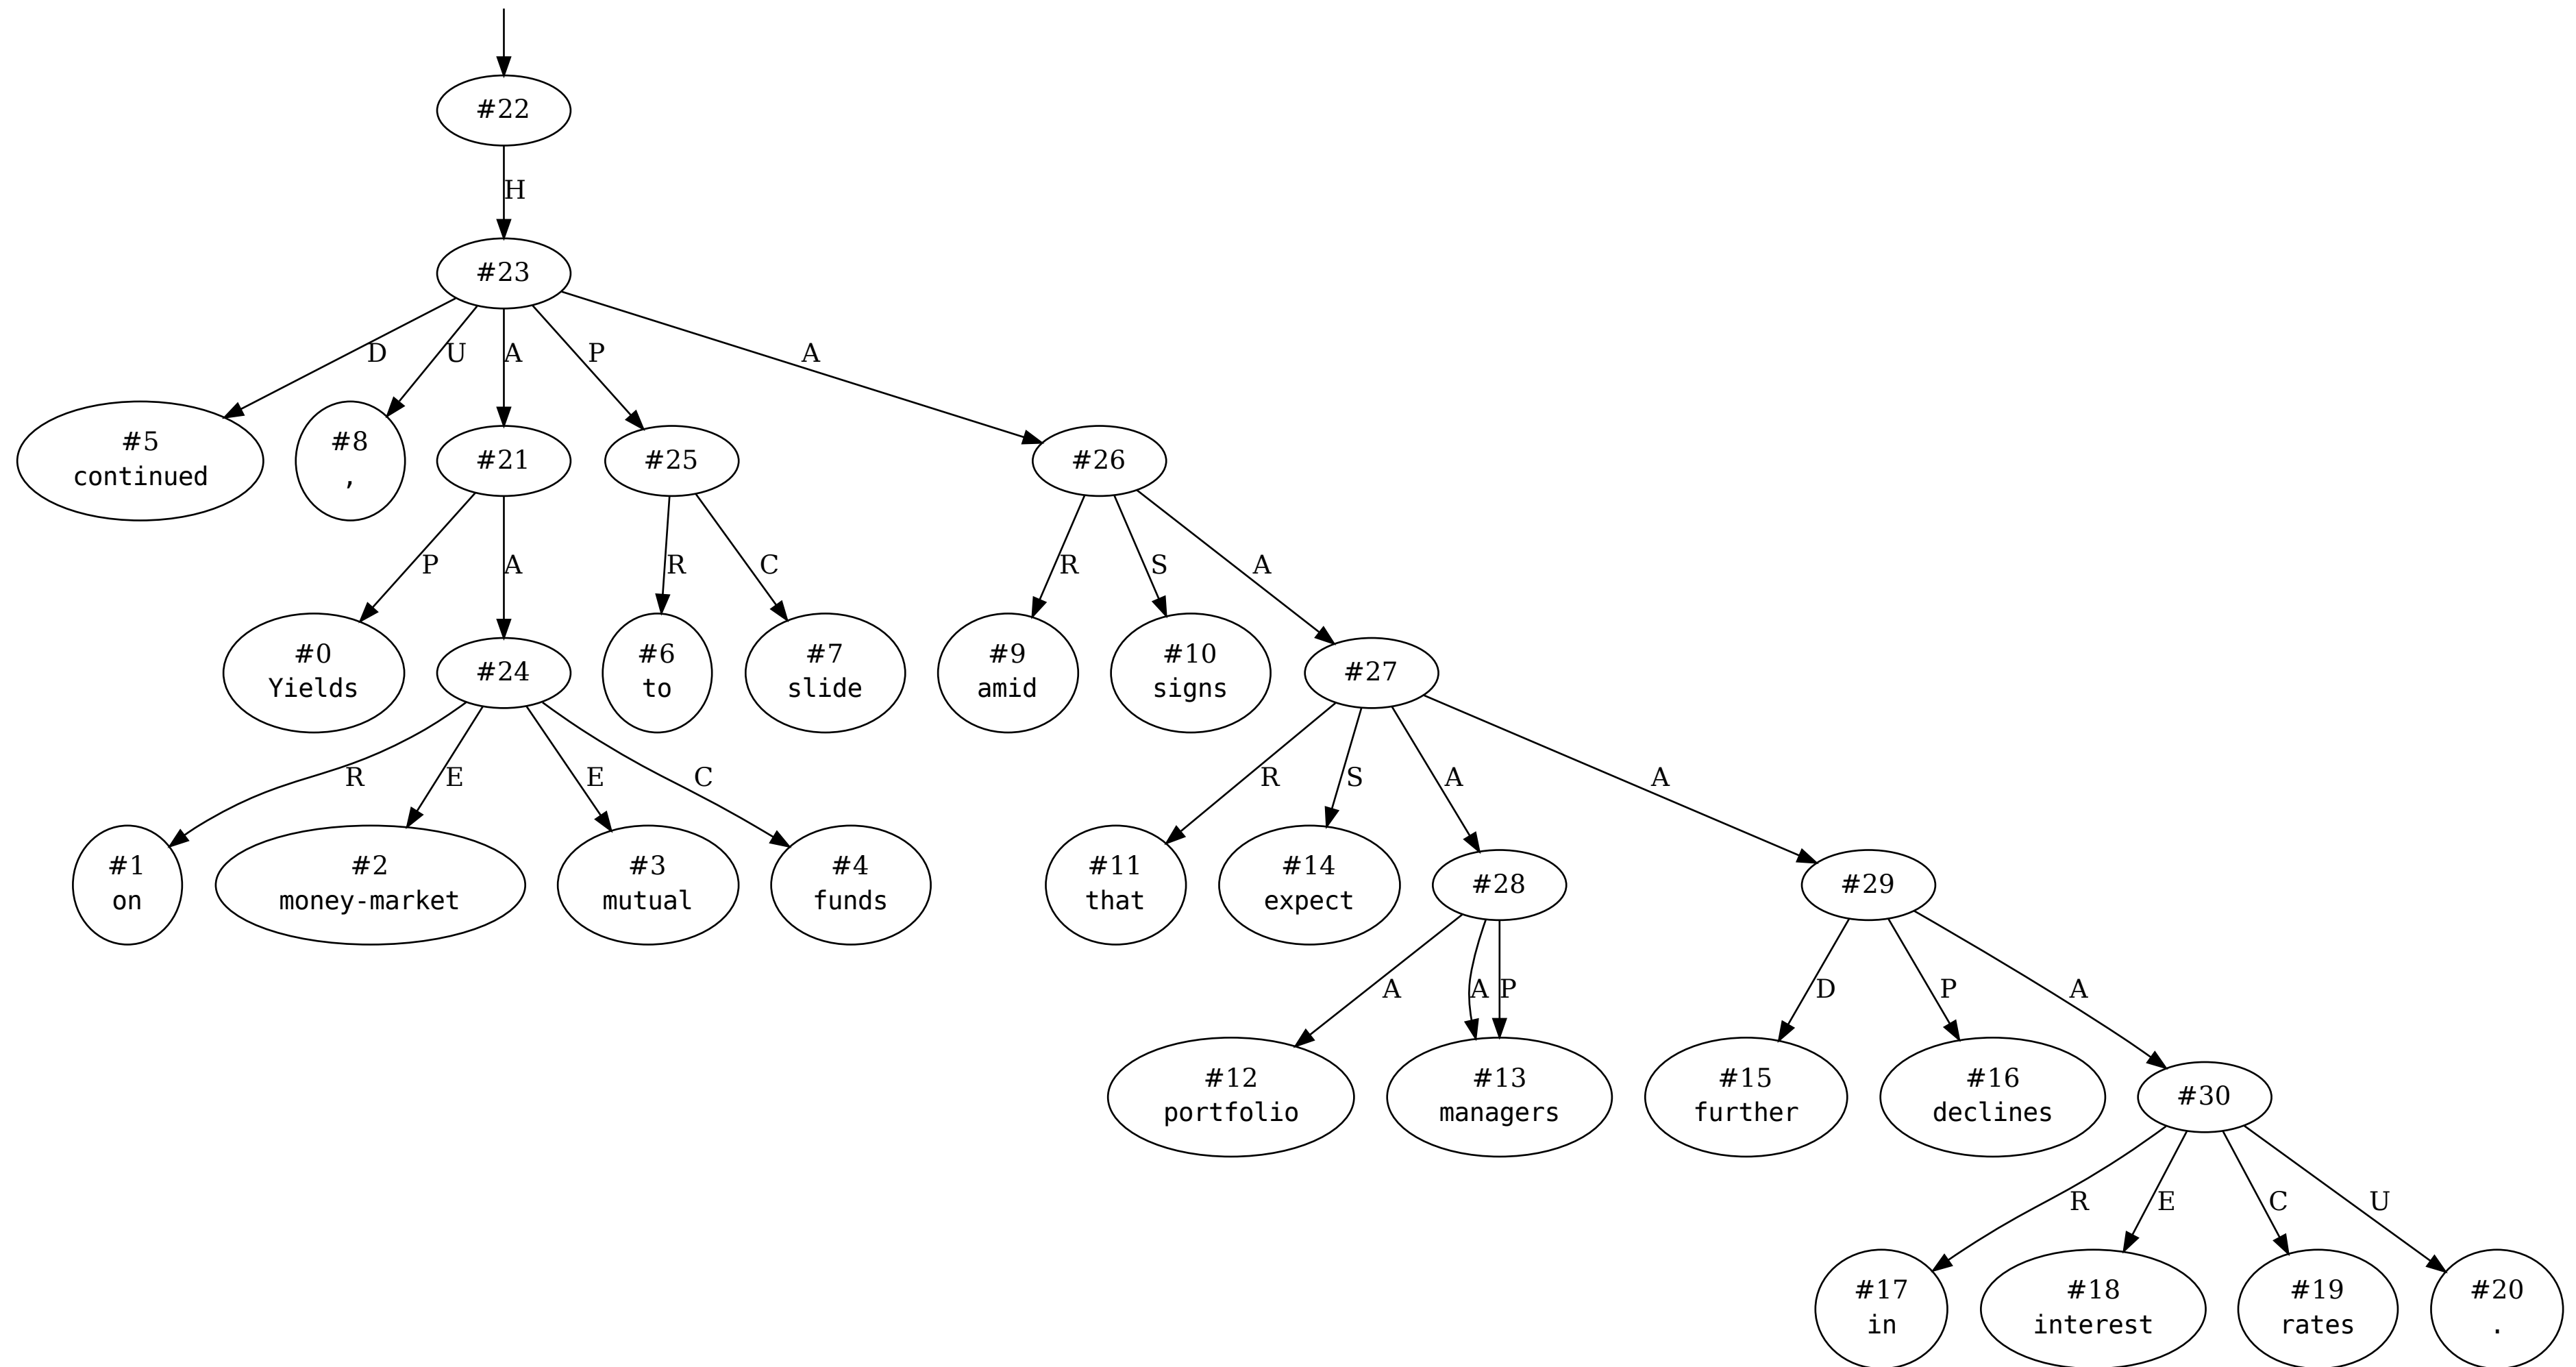 #22
H
#23
D U A P A
#5
continued
#8
,
#21
#25
#26
P A R C R S A
#0
Yields
#24
#6
to
#7
slide
#9
amid
#10
signs
#27
R E E C R S A A
#1
on
#2
money-market
#3
mutual
#4
funds
#11
that
#14
expect
#28
#29
A A P D P A
#12
portfolio
#13
managers
#15
further
#16
declines
#30
R E C U
#17
in
#18
interest
#19
rates
#20
.